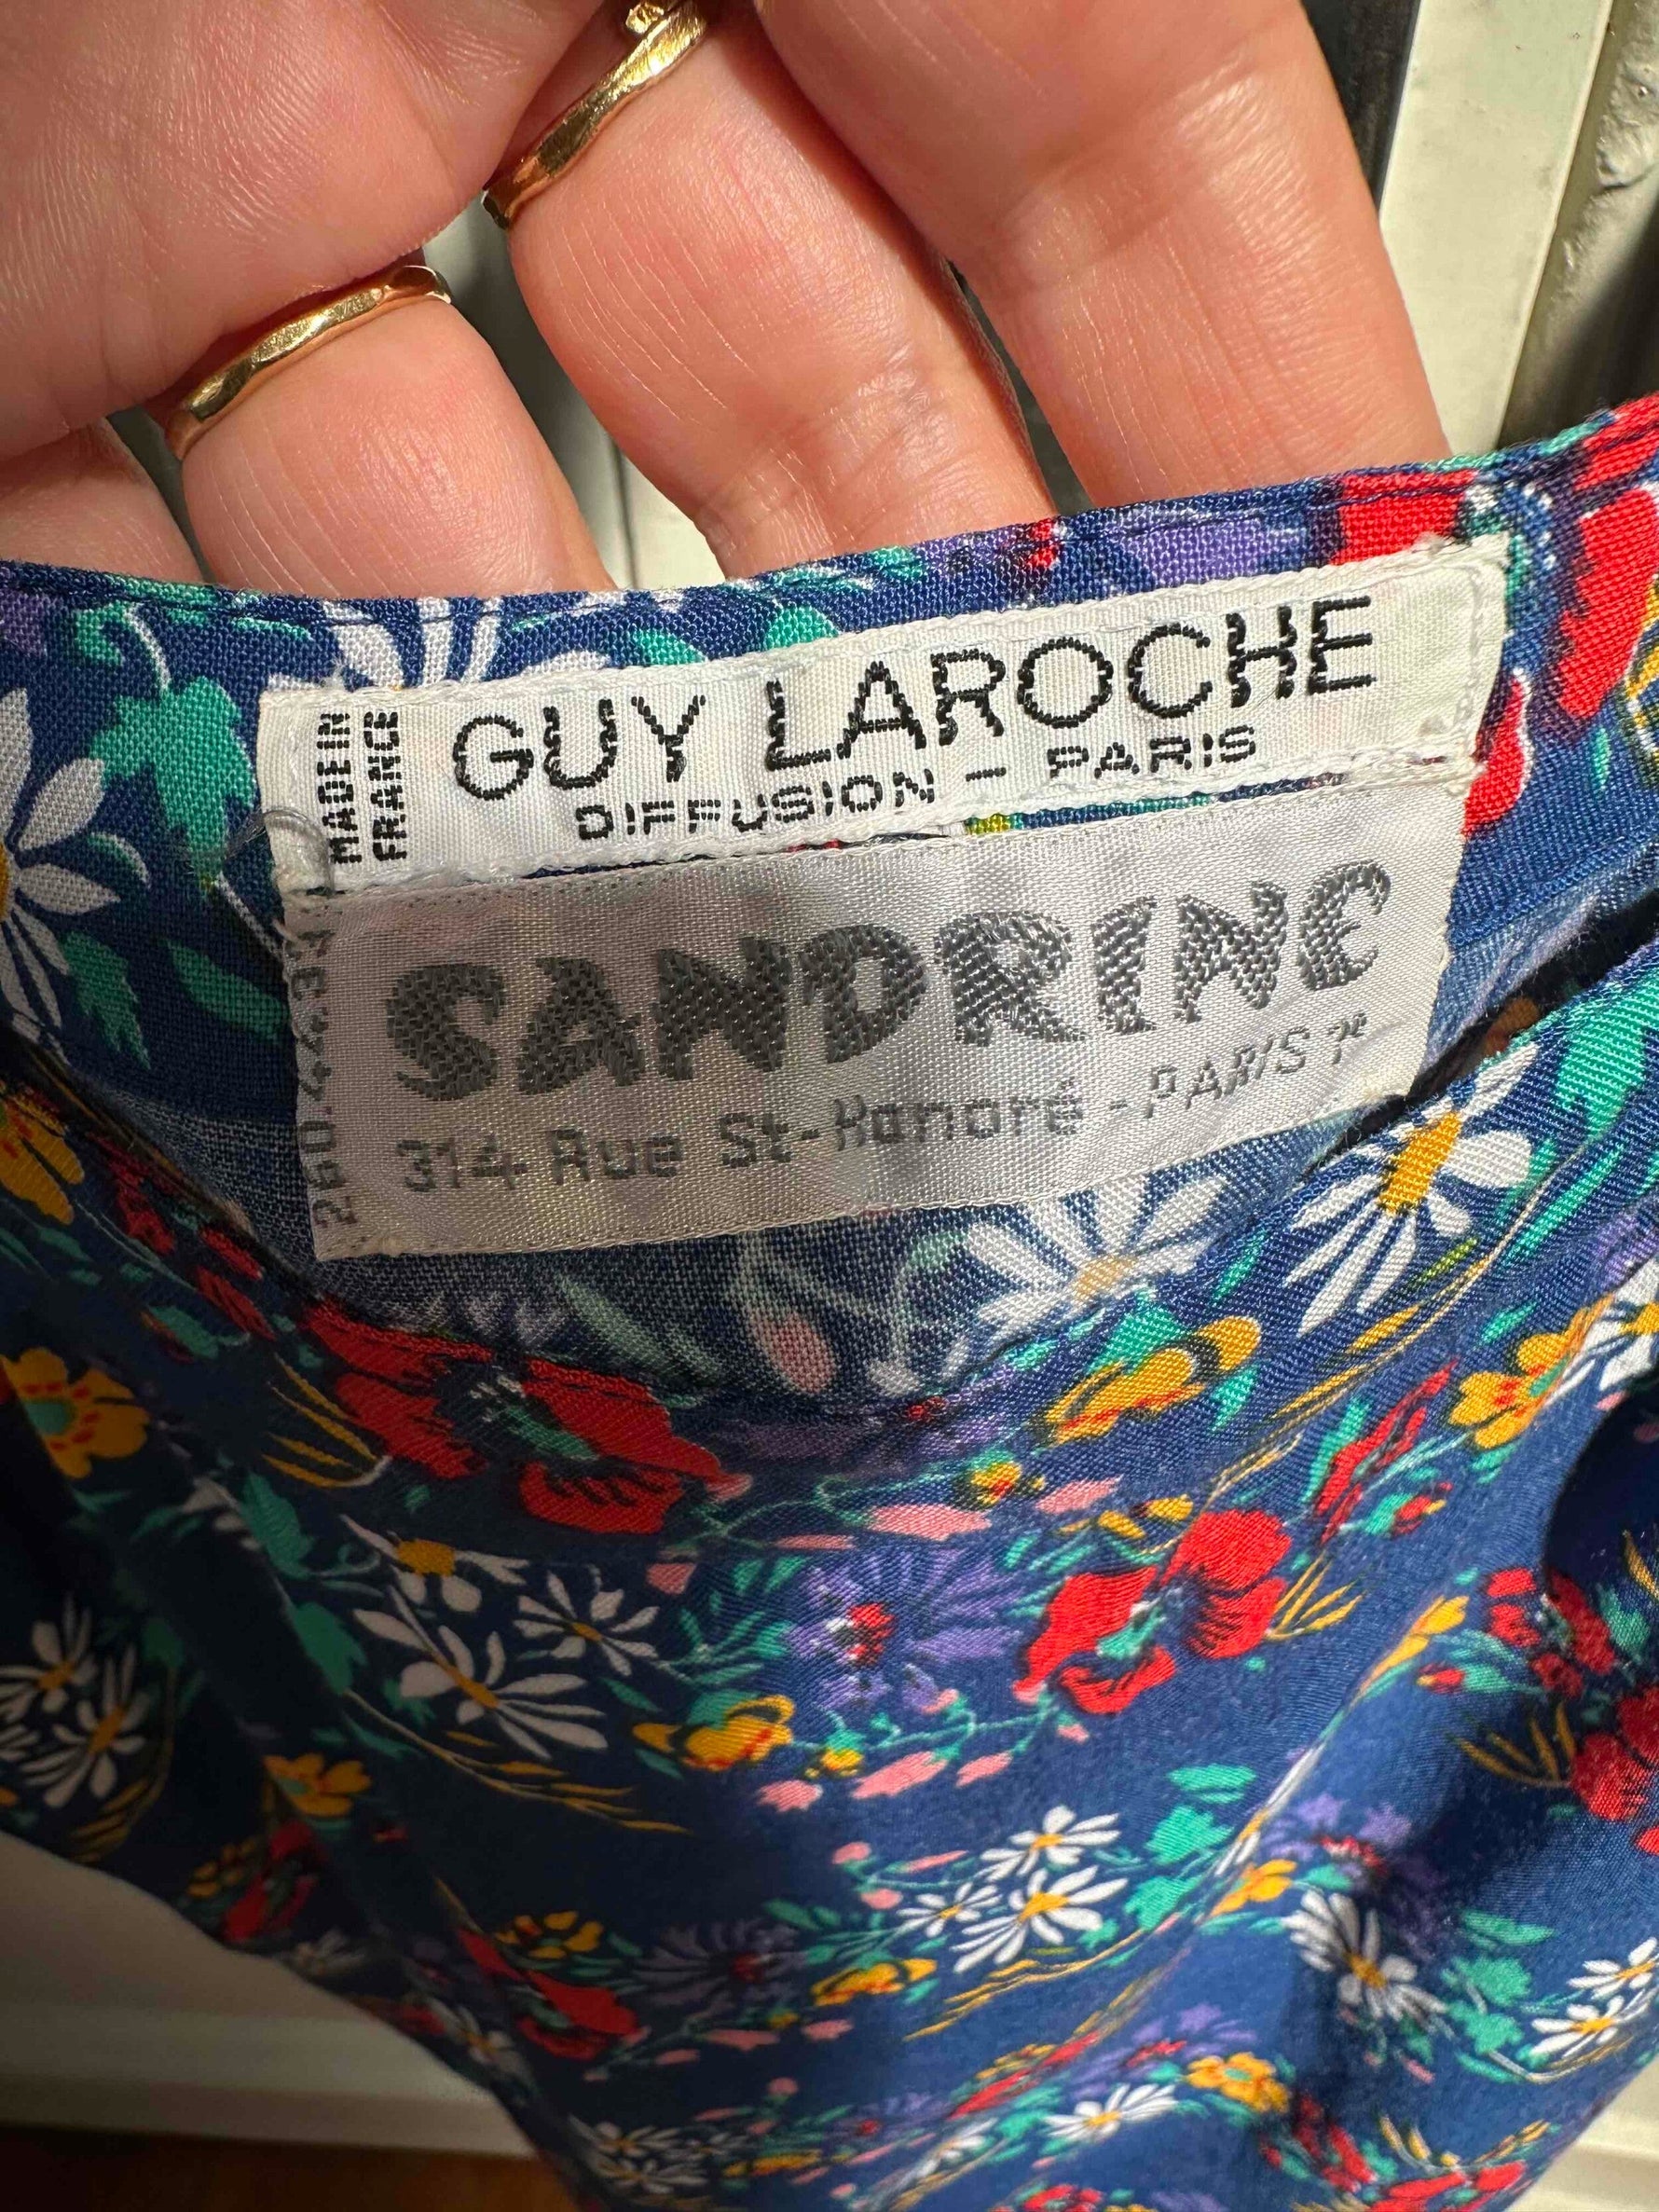 MADE IN
FRANCE
GUY LAROCHE
DIFFUSION - PARIS
SANDRINE
314 Rue St-Honoré - PARIS 1er